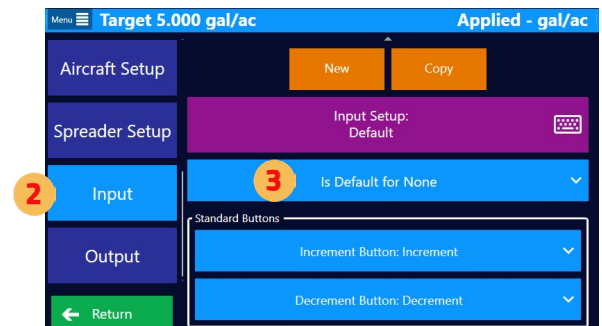 Menu Target 5.000 gal/ac Applied - gal/ac
Aircraft Setup
New Copy
Spreader Setup
Input Setup:
Default
2 Input
3 Is Default for None
Standard Buttons
Output
Increment Button: Increment
Decrement Button: Decrement
Return